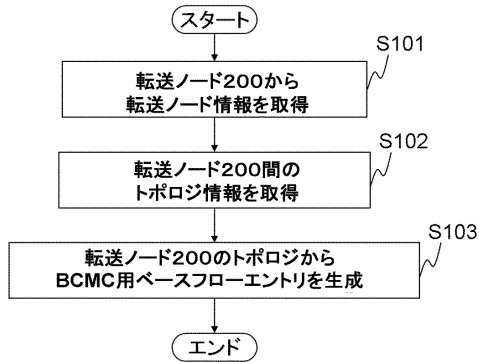 スタート
S101
転送ノード200から
転送ノード情報を取得
S102
転送ノード200間の
トポロジ情報を取得
S103
転送ノード200のトポロジから
BCMC用ベースフローエントリを生成
エンド